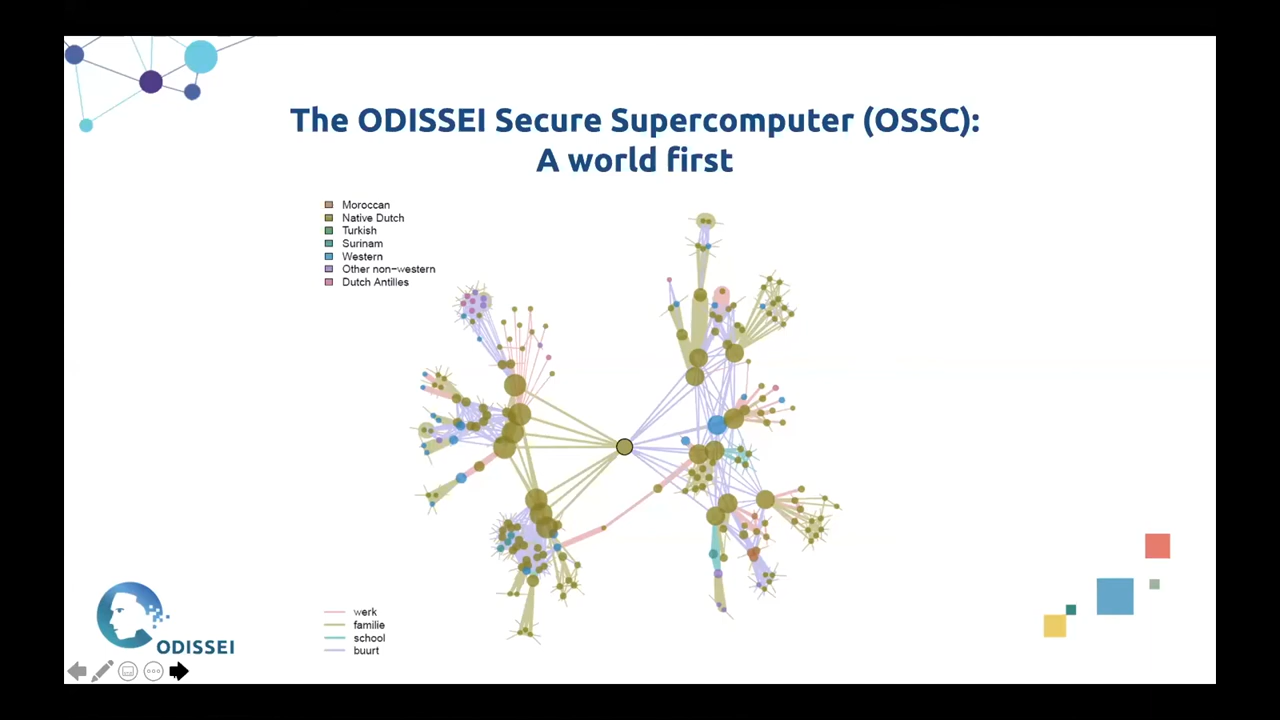 The ODISSEI Secure Supercomputer (OSSC):
A world first
Moroccan
Native Dutch
Turkish
Surinam
Western
Other non-western
Dutch Antilles
werk
familie
school
buurt
ODISSEI